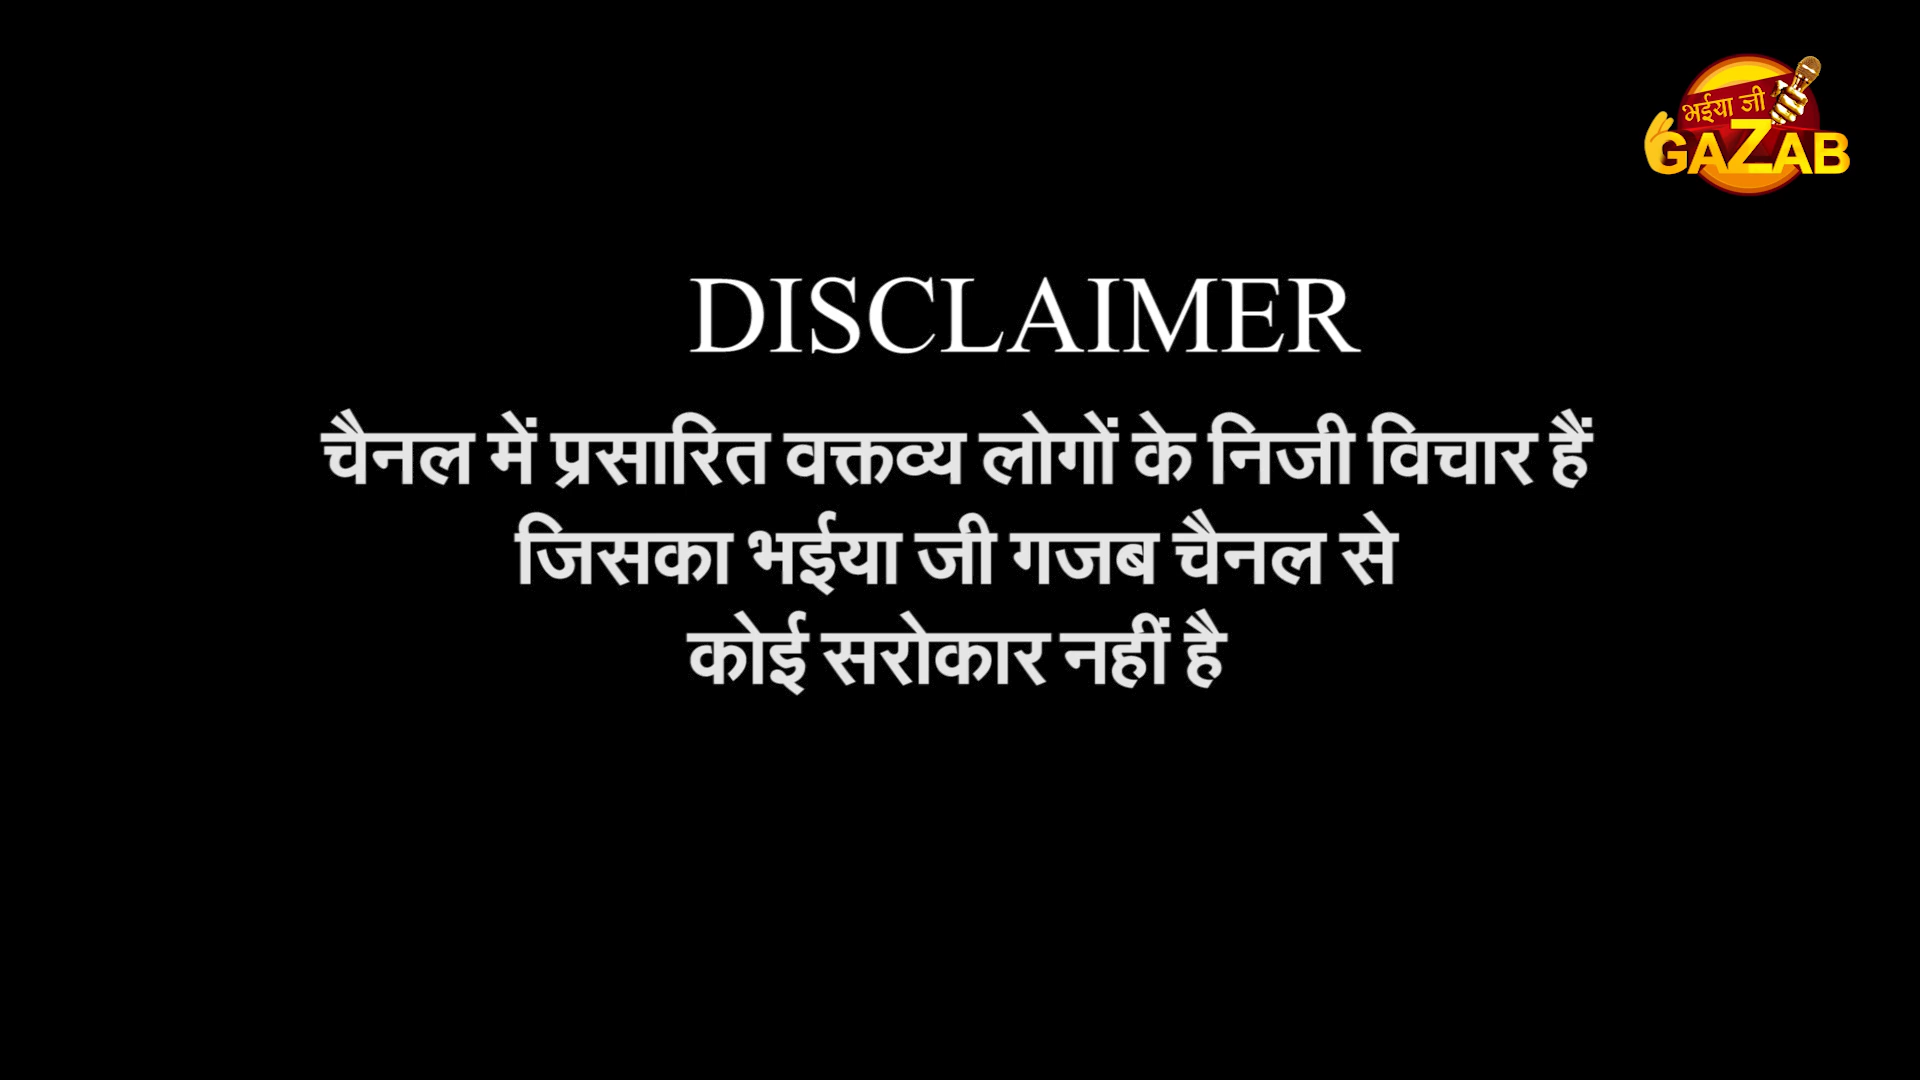 भईया जी
GAZAB
DISCLAIMER
चैनल में प्रसारित वक्तव्य लोगों के निजी विचार हैं
जिसका भईया जी गजब चैनल से
कोई सरोकार नहीं है